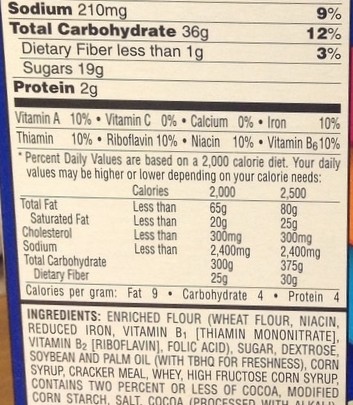 Sodium 210mg 9%
Total Carbohydrate 36g 12%
Dietary Fiber less than 1g 3%
Sugars 19g
Protein 2g
Vitamin A 10% • Vitamin C 0% • Calcium 0% • Iron 10%
Thiamin 10% • Riboflavin 10% • Niacin 10% • Vitamin B6 10%
* Percent Daily Values are based on a 2,000 calorie diet. Your daily
values may be higher or lower depending on your calorie needs:
Calories 2,000 2,500
Total Fat Less than 65g 80g
Saturated Fat Less than 20g 25g
Cholesterol Less than 300mg 300mg
Sodium Less than 2,400mg 2,400mg
Total Carbohydrate 300g 375g
Dietary Fiber 25g 30g
Calories per gram: Fat 9 • Carbohydrate 4 • Protein 4
INGREDIENTS: ENRICHED FLOUR (WHEAT FLOUR, NIACIN,
REDUCED IRON, VITAMIN B1 [THIAMIN MONONITRATE],
VITAMIN B2 [RIBOFLAVIN], FOLIC ACID), SUGAR, DEXTROSE,
SOYBEAN AND PALM OIL (WITH TBHQ FOR FRESHNESS), CORN
SYRUP, CRACKER MEAL, WHEY, HIGH FRUCTOSE CORN SYRUP,
CONTAINS TWO PERCENT OR LESS OF COCOA, MODIFIED
CORN STARCH, SALT, COCOA (PROCESSED WITH ALKALI),